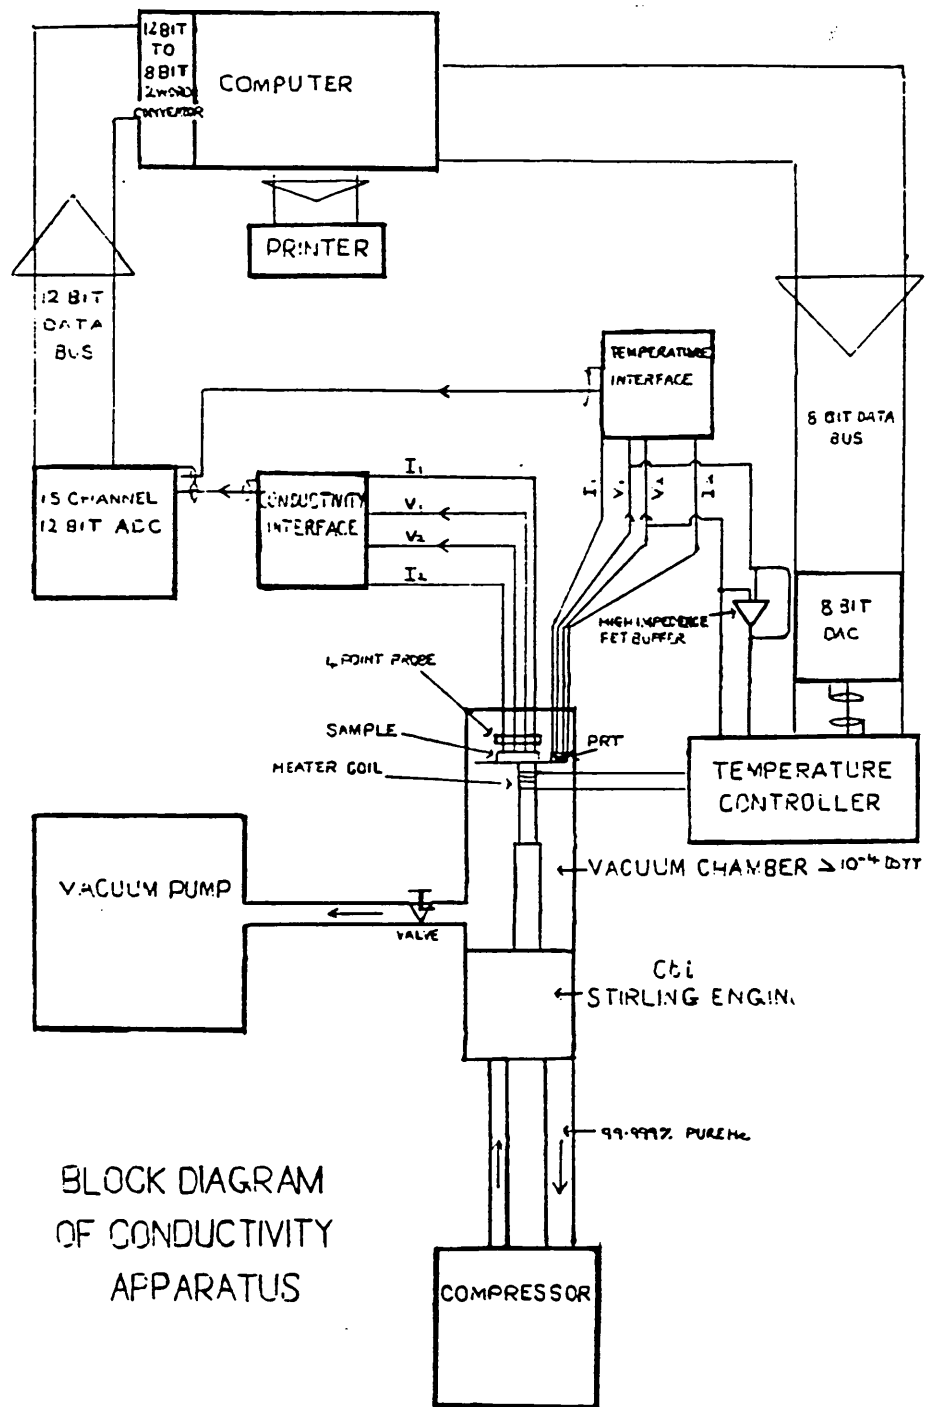 12 BIT
TO
8 BIT
2 WORD
CONVERTOR
COMPUTER
PRINTER
12 BIT
DATA
BUS
TEMPERATURE
INTERFACE
8 BIT DATA
BUS
15 CHANNEL
12 BIT ADC
CONDUCTIVITY
INTERFACE
I₁
V₁
V₂
I₂
I₁
V₁
V₂
I₂
HIGH IMPEDENCE
FET BUFFER
8 BIT
DAC
4 POINT PROBE
SAMPLE
HEATER COIL
PRT
TEMPERATURE
CONTROLLER
VACUUM PUMP
VALVE
VACUUM CHAMBER > 10⁻⁴ torr
Cti
STIRLING ENGINE
99.999% PURE He
BLOCK DIAGRAM
OF CONDUCTIVITY
APPARATUS
COMPRESSOR